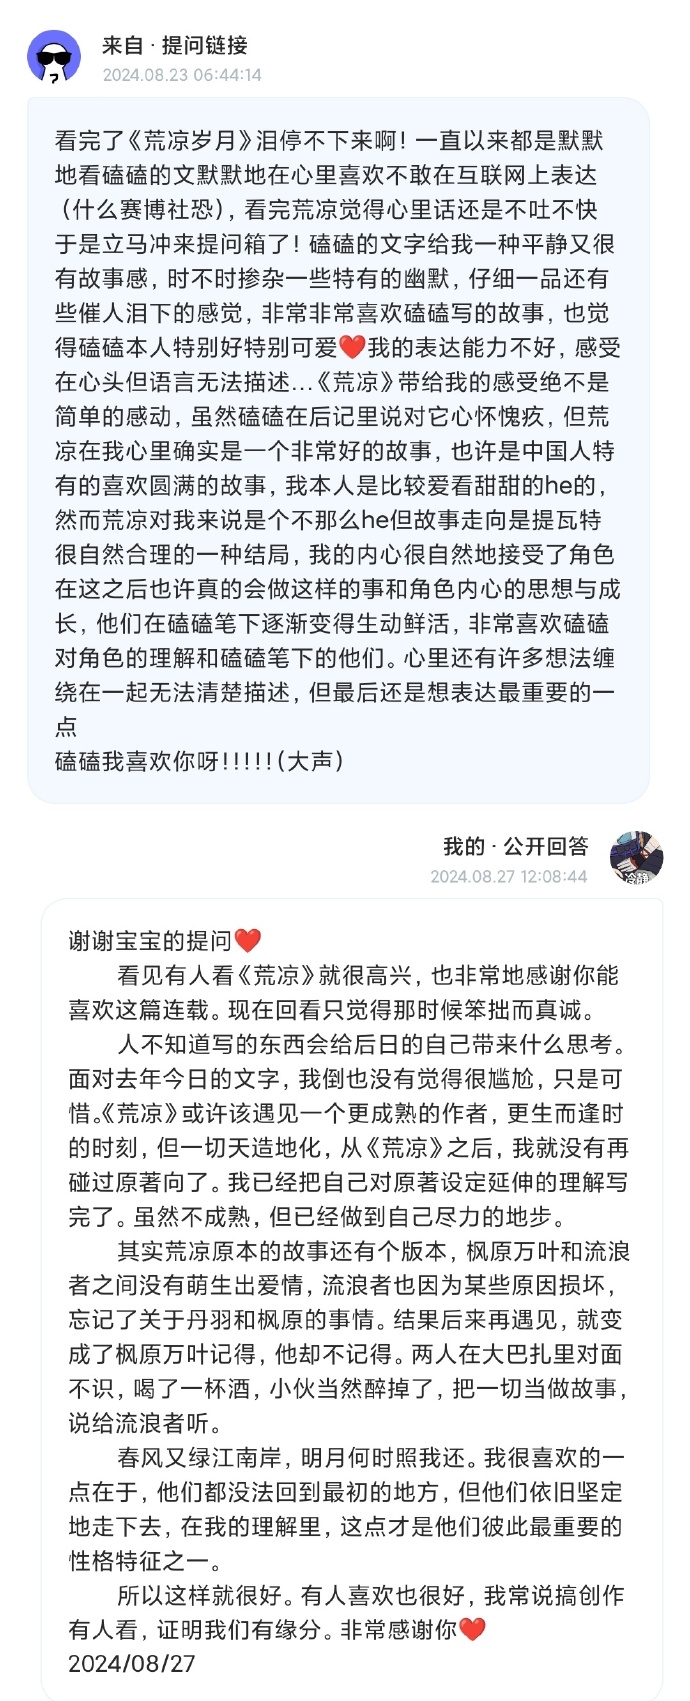 来自 · 提问链接
2024.08.23 06:44:14
看完了《荒凉岁月》泪停不下来啊！一直以来都是默默
地看磕磕的文默默地在心里喜欢不敢在互联网上表达
（什么赛博社恐），看完荒凉觉得心里话还是不吐不快
于是立马冲来提问箱了！磕磕的文字给我一种平静又很
有故事感，时不时掺杂一些特有的幽默，仔细一品还有
些催人泪下的感觉，非常非常喜欢磕磕写的故事，也觉
得磕磕本人特别好特别可爱❤️我的表达能力不好，感受
在心头但语言无法描述...《荒凉》带给我的感受绝不是
简单的感动，虽然磕磕在后记里说对它心怀愧疚，但荒
凉在我心里确实是一个非常好的故事，也许是中国人特
有的喜欢圆满的故事，我本人是比较爱看甜甜的he的，
然而荒凉对我来说是个不那么he但故事走向是提瓦特
很自然合理的一种结局，我的内心很自然地接受了角色
在这之后也许真的会做这样的事和角色内心的思想与成
长，他们在磕磕笔下逐渐变得生动鲜活，非常喜欢磕磕
对角色的理解和磕磕笔下的他们。心里还有许多想法缠
绕在一起无法清楚描述，但最后还是想表达最重要的一
点
磕磕我喜欢你呀！！！！！（大声）
我的 · 公开回答
2024.08.27 12:08:44
冷静
谢谢宝宝的提问❤️
看见有人看《荒凉》就很高兴，也非常地感谢你能
喜欢这篇连载。现在回看只觉得那时候笨拙而真诚。
人不知道写的东西会给后日的自己带来什么思考。
面对去年今日的文字，我倒也没有觉得很尴尬，只是可
惜。《荒凉》或许该遇见一个更成熟的作者，更生而逢时
的时刻，但一切天造地化，从《荒凉》之后，我就没有再
碰过原著向了。我已经把自己对原著设定延伸的理解写
完了。虽然不成熟，但已经做到自己尽力的地步。
其实荒凉原本的故事还有个版本，枫原万叶和流浪
者之间没有萌生出爱情，流浪者也因为某些原因损坏，
忘记了关于丹羽和枫原的事情。结果后来再遇见，就变
成了枫原万叶记得，他却不记得。两人在大巴扎里对面
不识，喝了一杯酒，小伙当然醉掉了，把一切当做故事，
说给流浪者听。
春风又绿江南岸，明月何时照我还。我很喜欢的一
点在于，他们都没法回到最初的地方，但他们依旧坚定
地走下去，在我的理解里，这点才是他们彼此最重要的
性格特征之一。
所以这样就很好。有人喜欢也很好，我常说搞创作
有人看，证明我们有缘分。非常感谢你❤️
2024/08/27